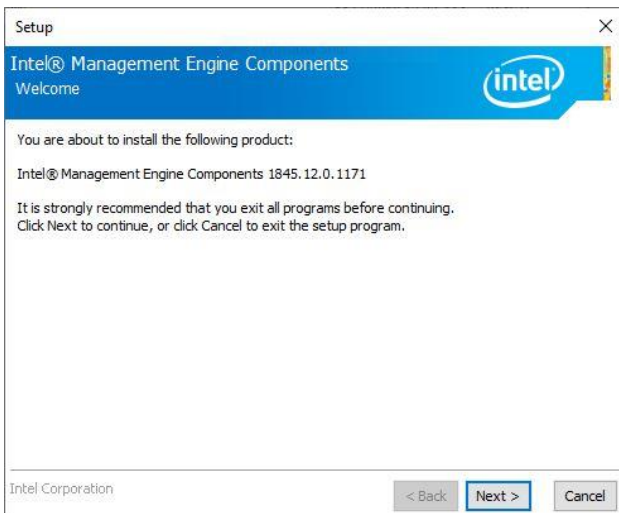 Setup
Intel® Management Engine Components
Welcome
intel
You are about to install the following product:
Intel® Management Engine Components 1845.12.0.1171
It is strongly recommended that you exit all programs before continuing.
Click Next to continue, or click Cancel to exit the setup program.
Intel Corporation
< Back Next > Cancel